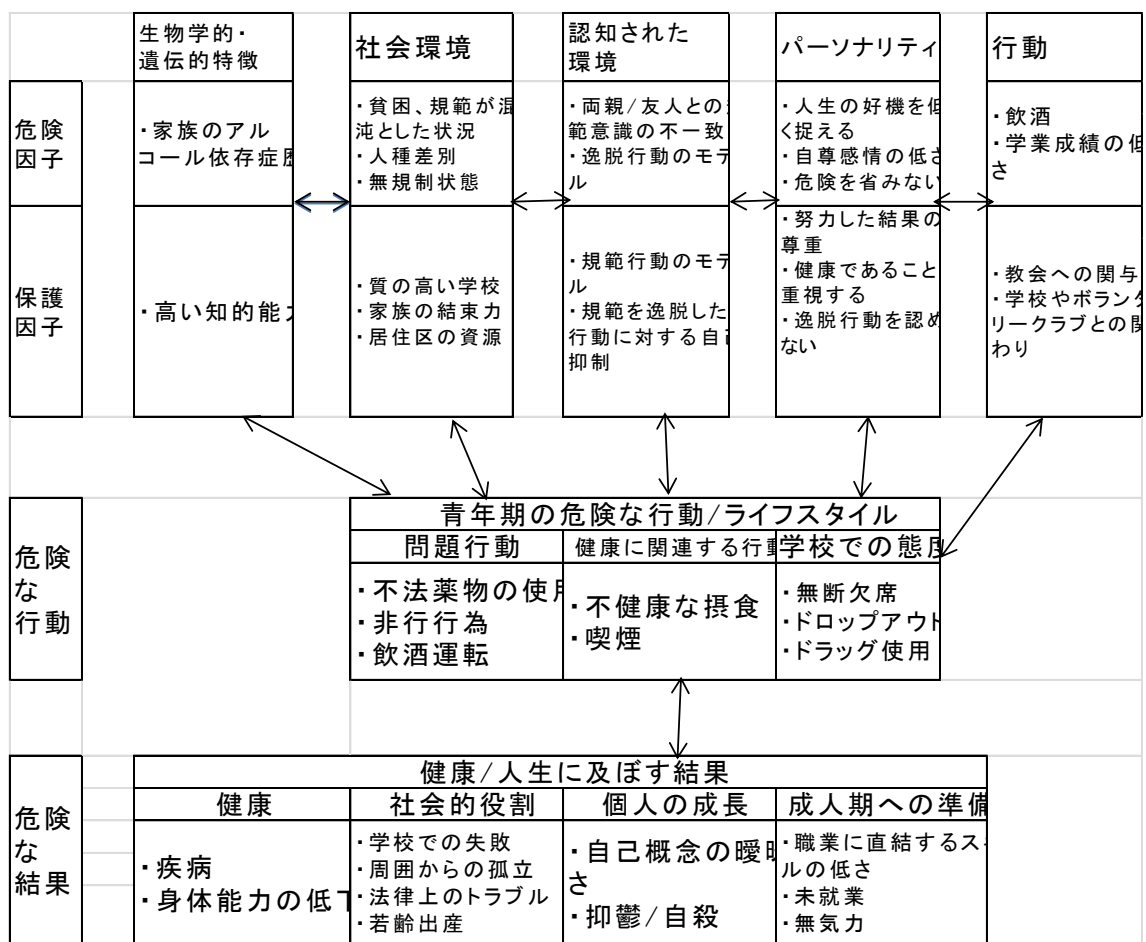 生物学的・
遺伝的特徴
社会環境
認知された
環境
パーソナリティ
行動
危険
因子
・家族のアル
コール依存症歴
・貧困、規範が混
沌とした状況
・人種差別
・無規制状態
・両親/友人との
範意識の不一致
・逸脱行動のモデ
ル
・人生の好機を低
く捉える
・自尊感情の低さ
・危険を省みない
・飲酒
・学業成績の低
さ
保護
因子
・高い知的能力
・質の高い学校
・家族の結束力
・居住区の資源
・規範行動のモデ
ル
・規範を逸脱した
行動に対する自己
抑制
・努力した結果の
尊重
・健康であること
重視する
・逸脱行動を認め
ない
・教会への関与
・学校やボランタ
リークラブとの関
わり
危険
な
行動
青年期の危険な行動/ライフスタイル
問題行動
健康に関連する行動
学校での態度
・不法薬物の使用
・非行行為
・飲酒運転
・不健康な摂食
・喫煙
・無断欠席
・ドロップアウト
・ドラッグ使用
危険
な
結果
健康/人生に及ぼす結果
健康
社会的役割
個人の成長
成人期への準備
・疾病
・身体能力の低下
・学校での失敗
・周囲からの孤立
・法律上のトラブル
・若齢出産
・自己概念の曖昧
さ
・抑鬱/自殺
・職業に直結するスキ
ルの低さ
・未就業
・無気力